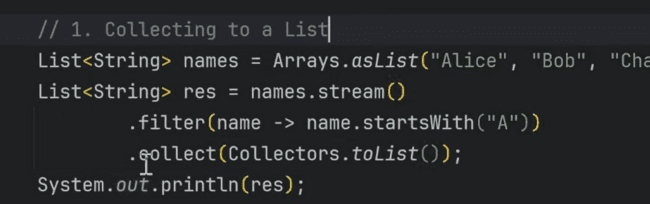 // 1. Collecting to a List
List<String> names = Arrays.asList("Alice", "Bob", "Cha
List<String> res = names.stream()
.filter(name -> name.startsWith("A"))
.collect(Collectors.toList());
System.out.println(res);